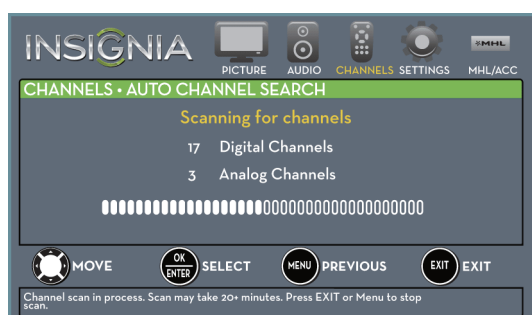 INSIGNIA
PICTURE AUDIO CHANNELS SETTINGS MHL/ACC
MHL
CHANNELS • AUTO CHANNEL SEARCH
Scanning for channels
17 Digital Channels
3 Analog Channels
MOVE OK ENTER SELECT MENU PREVIOUS EXIT EXIT
Channel scan in process. Scan may take 20+ minutes. Press EXIT or Menu to stop
scan.